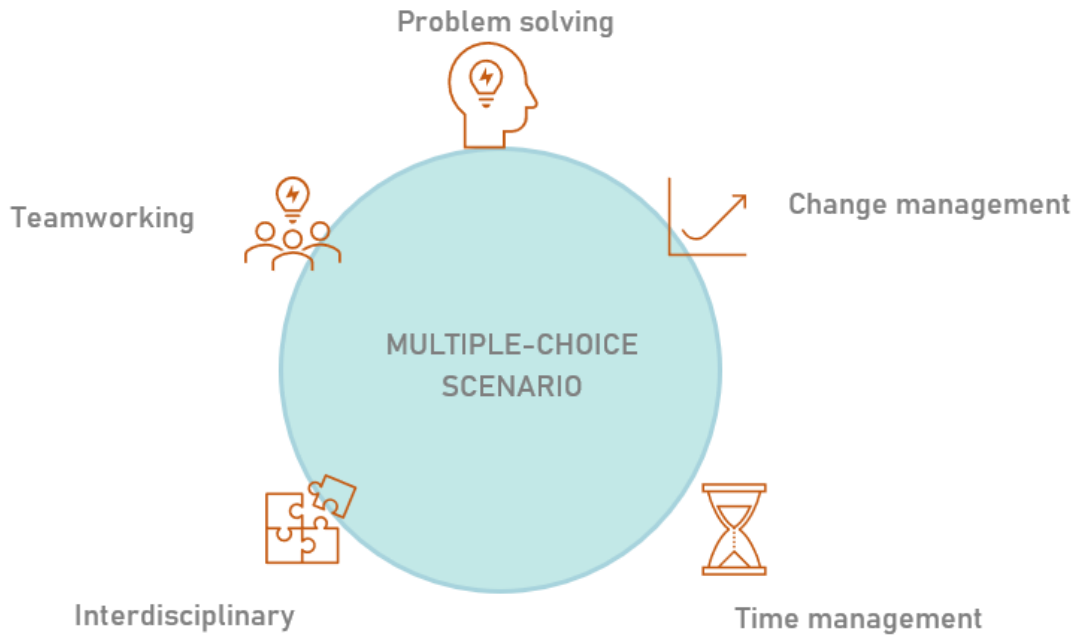 Problem solving
Teamworking
Change management
MULTIPLE-CHOICE
SCENARIO
Interdisciplinary
Time management